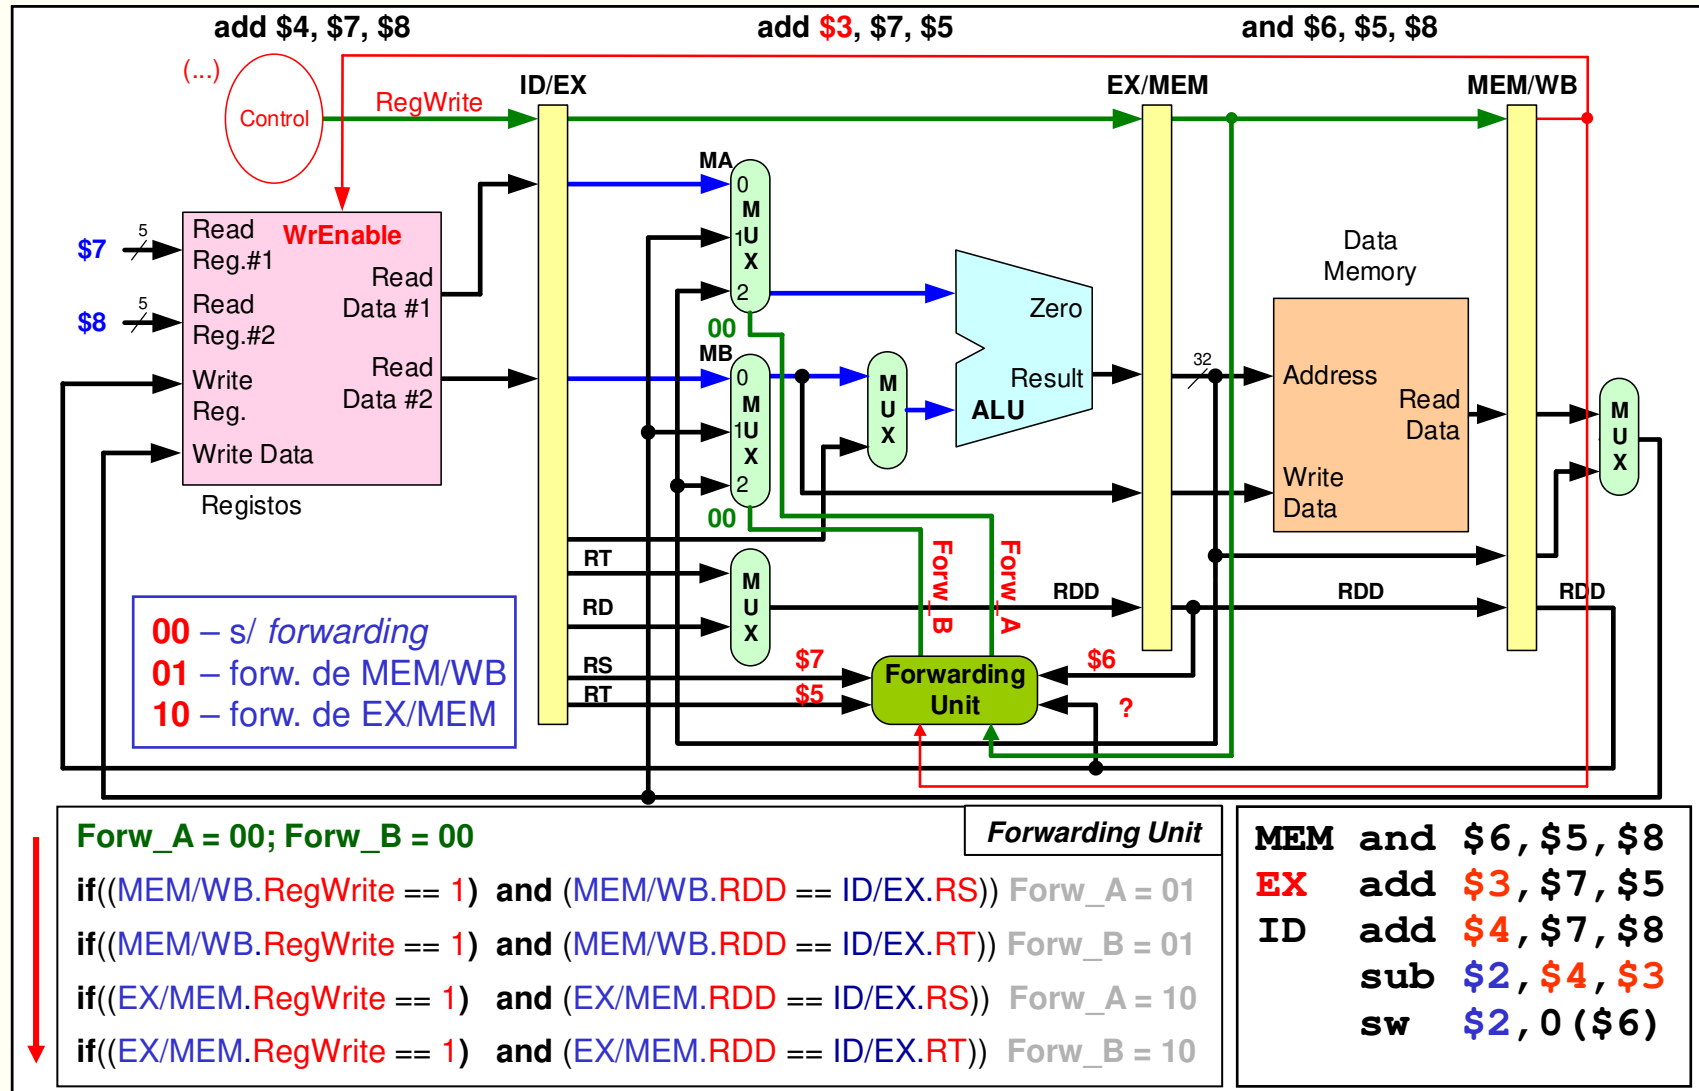 add $4, $7, $8
add $3, $7, $5
and $6, $5, $8
(...)
Control
RegWrite
ID/EX
EX/MEM
MEM/WB
MA
0
M
1U
X
2
00
$7
5
Read
Reg.#1
WrEnable
Read
Data #1
$8
5
Read
Reg.#2
Write
Reg.
Read
Data #2
Write Data
Registos
MB
0
M
1U
X
2
00
M
U
X
Zero
Result
ALU
32
Data
Memory
Address
Read
Data
Write
Data
M
U
X
RT
RD
M
U
X
Forw_B
Forw_A
RDD
RDD
RDD
RS
RT
$7
$5
Forwarding
Unit
$6
?
00 – s/ forwarding
01 – forw. de MEM/WB
10 – forw. de EX/MEM
Forw_A = 00; Forw_B = 00
Forwarding Unit
if((MEM/WB.RegWrite == 1) and (MEM/WB.RDD == ID/EX.RS)) Forw_A = 01
if((MEM/WB.RegWrite == 1) and (MEM/WB.RDD == ID/EX.RT)) Forw_B = 01
if((EX/MEM.RegWrite == 1) and (EX/MEM.RDD == ID/EX.RS)) Forw_A = 10
if((EX/MEM.RegWrite == 1) and (EX/MEM.RDD == ID/EX.RT)) Forw_B = 10
MEM and $6,$5,$8
EX add $3,$7,$5
ID add $4,$7,$8
sub $2,$4,$3
sw $2,0($6)